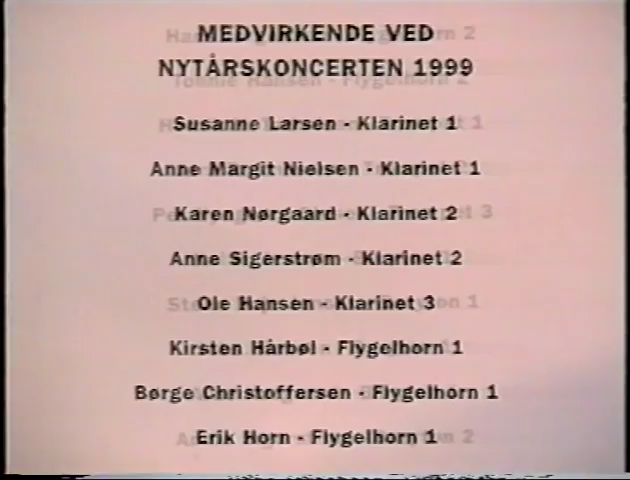 MEDVIRKENDE VED
NYTÅRSKONCERTEN 1999
Susanne Larsen - Klarinet 1
Anne Margit Nielsen - Klarinet 1
Karen Nørgaard - Klarinet 2
Anne Sigerstrøm - Klarinet 2
Ole Hansen - Klarinet 3
Kirsten Hårbøl - Flygelhorn 1
Børge Christoffersen - Flygelhorn 1
Erik Horn - Flygelhorn 1